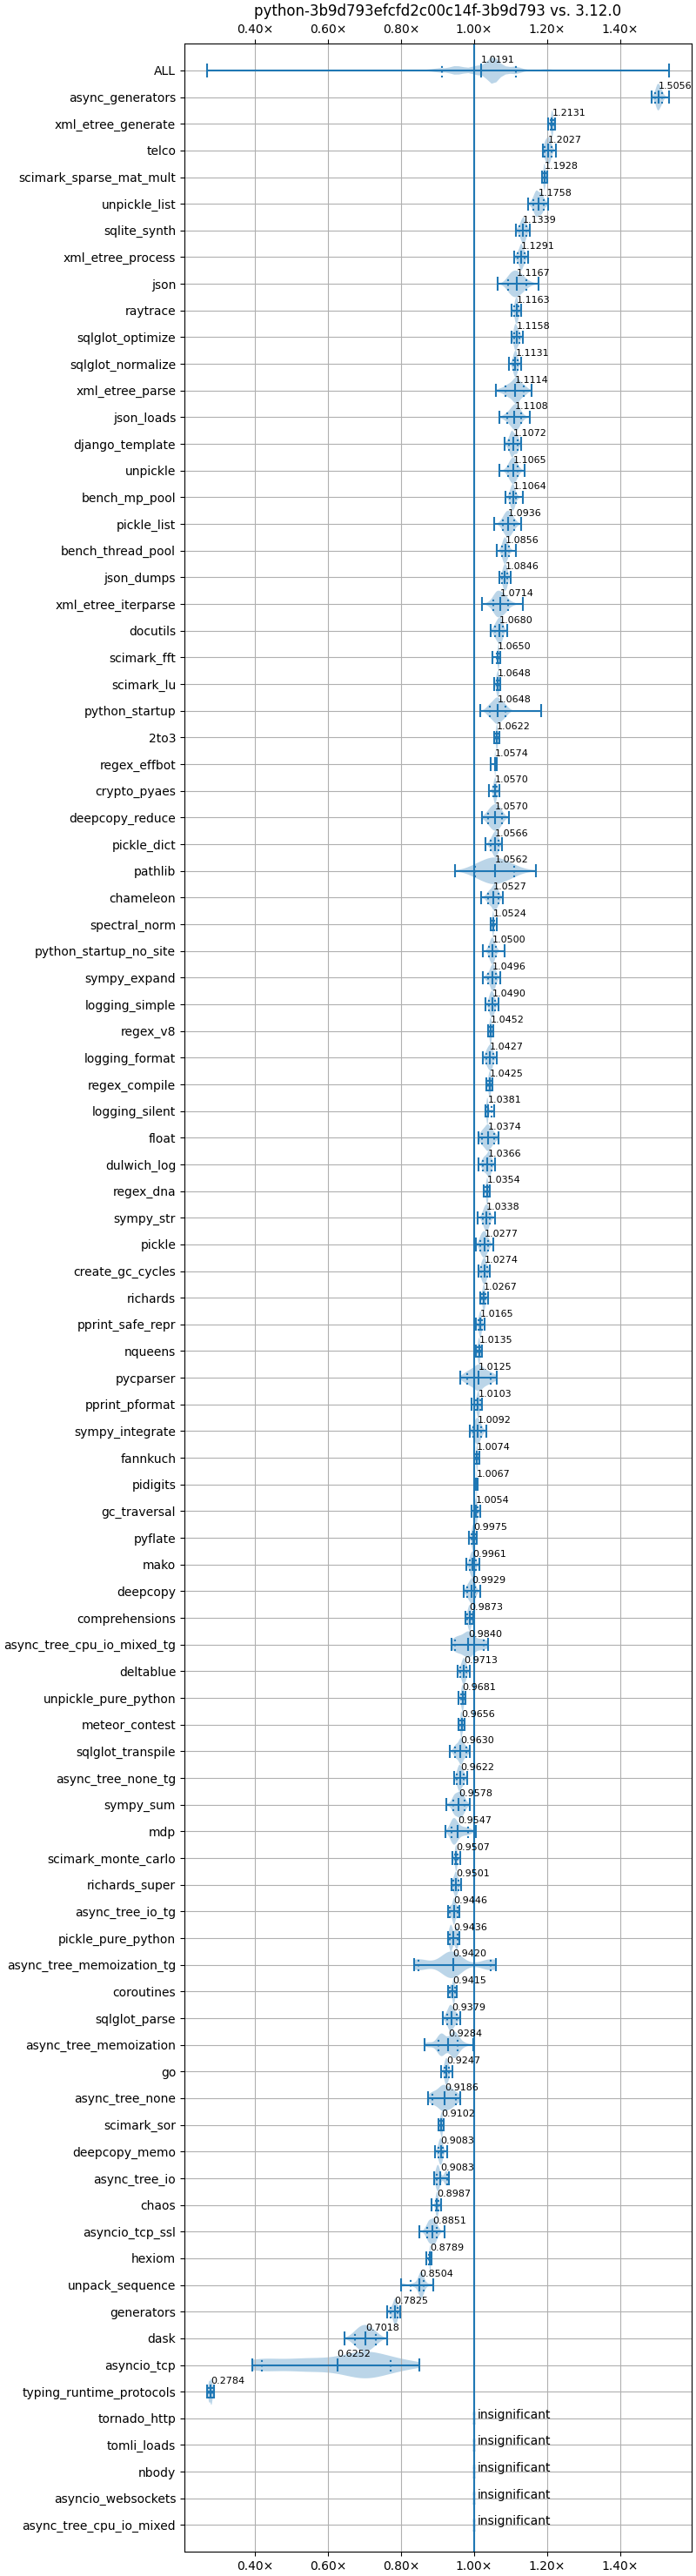 python-3b9d793efcfd2c00c14f-3b9d793 vs. 3.12.0
0.40× 0.60× 0.80× 1.00× 1.20× 1.40×
ALL 1.0191
async_generators 1.5056
xml_etree_generate 1.2131
telco 1.2027
scimark_sparse_mat_mult 1.1928
unpickle_list 1.1758
sqlite_synth 1.1339
xml_etree_process 1.1291
json 1.1167
raytrace 1.1163
sqlglot_optimize 1.1158
sqlglot_normalize 1.1131
xml_etree_parse 1.1114
json_loads 1.1108
django_template 1.1072
unpickle 1.1065
bench_mp_pool 1.1064
pickle_list 1.0936
bench_thread_pool 1.0856
json_dumps 1.0846
xml_etree_iterparse 1.0714
docutils 1.0680
scimark_fft 1.0650
scimark_lu 1.0648
python_startup 1.0648
2to3 1.0622
regex_effbot 1.0574
crypto_pyaes 1.0570
deepcopy_reduce 1.0570
pickle_dict 1.0566
pathlib 1.0562
chameleon 1.0527
spectral_norm 1.0524
python_startup_no_site 1.0500
sympy_expand 1.0496
logging_simple 1.0490
regex_v8 1.0452
logging_format 1.0427
regex_compile 1.0425
logging_silent 1.0381
float 1.0374
dulwich_log 1.0366
regex_dna 1.0354
sympy_str 1.0338
pickle 1.0277
create_gc_cycles 1.0274
richards 1.0267
pprint_safe_repr 1.0165
nqueens 1.0135
pycparser 1.0125
pprint_pformat 1.0103
sympy_integrate 1.0092
fannkuch 1.0074
pidigits 1.0067
gc_traversal 1.0054
pyflate 0.9975
mako 0.9961
deepcopy 0.9929
comprehensions 0.9873
async_tree_cpu_io_mixed_tg 0.9840
deltablue 0.9713
unpickle_pure_python 0.9681
meteor_contest 0.9656
sqlglot_transpile 0.9630
async_tree_none_tg 0.9622
sympy_sum 0.9578
mdp 0.9547
scimark_monte_carlo 0.9507
richards_super 0.9501
async_tree_io_tg 0.9446
pickle_pure_python 0.9436
async_tree_memoization_tg 0.9420
coroutines 0.9415
sqlglot_parse 0.9379
async_tree_memoization 0.9284
go 0.9247
async_tree_none 0.9186
scimark_sor 0.9102
deepcopy_memo 0.9083
async_tree_io 0.9083
chaos 0.8987
asyncio_tcp_ssl 0.8851
hexiom 0.8789
unpack_sequence 0.8504
generators 0.7825
dask 0.7018
asyncio_tcp 0.6252
typing_runtime_protocols 0.2784
tornado_http insignificant
tomli_loads insignificant
nbody insignificant
asyncio_websockets insignificant
async_tree_cpu_io_mixed insignificant
0.40× 0.60× 0.80× 1.00× 1.20× 1.40×